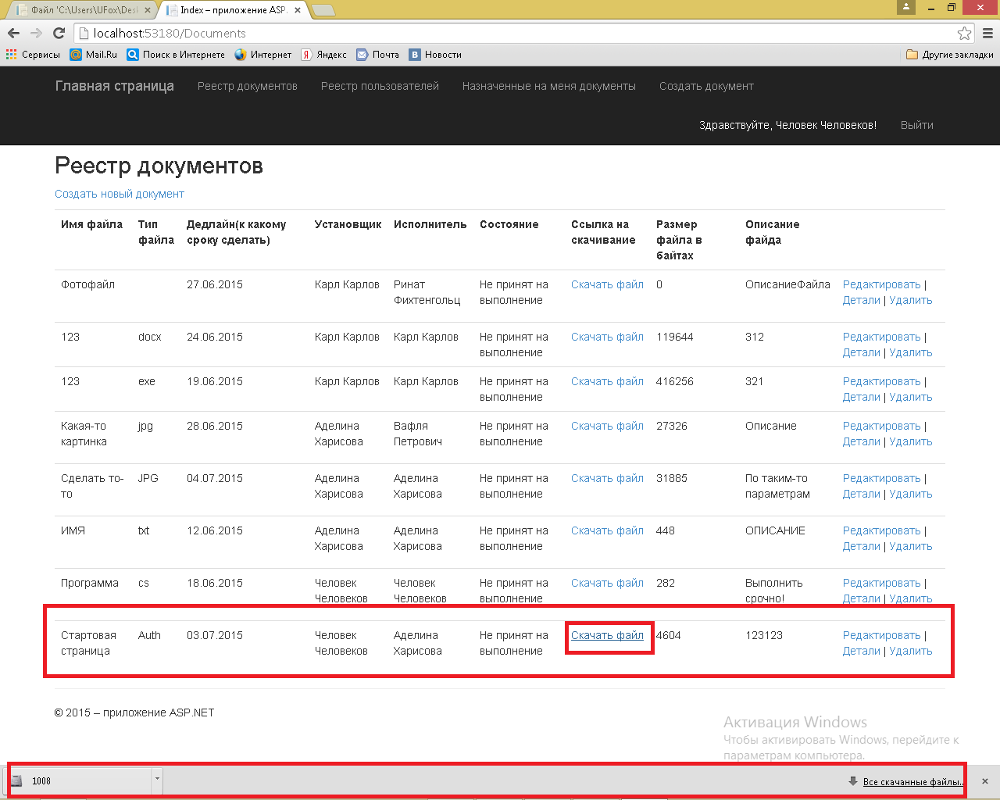 Файл 'C:\Users\UFox\Desk
Index – приложение ASP.
localhost:53180/Documents
Сервисы Mail.Ru Поиск в Интернете Интернет Яндекс Почта Новости Другие закладки
Главная страница Реестр документов Реестр пользователей Назначенные на меня документы Создать документ
Здравствуйте, Человек Человеков! Выйти
Реестр документов
Создать новый документ
Имя файла Тип Дедлайн(к какому Установщик Исполнитель Состояние Ссылка на Размер Описание
файла сроку сделать) скачивание файла в файда
байтах
Фотофайл 27.06.2015 Карл Карлов Ринат Не принят на Скачать файл 0 ОписаниеФайла Редактировать |
Фихтенгольц выполнение Детали | Удалить
123 docx 24.06.2015 Карл Карлов Карл Карлов Не принят на Скачать файл 119644 312 Редактировать |
выполнение Детали | Удалить
123 exe 19.06.2015 Карл Карлов Карл Карлов Не принят на Скачать файл 416256 321 Редактировать |
выполнение Детали | Удалить
Какая-то jpg 28.06.2015 Аделина Вафля Не принят на Скачать файл 27326 Описание Редактировать |
картинка Харисова Петрович выполнение Детали | Удалить
Сделать то- JPG 04.07.2015 Аделина Аделина Не принят на Скачать файл 31885 По таким-то Редактировать |
то Харисова Харисова выполнение параметрам Детали | Удалить
ИМЯ txt 12.06.2015 Аделина Аделина Не принят на Скачать файл 448 ОПИСАНИЕ Редактировать |
Харисова Харисова выполнение Детали | Удалить
Программа cs 18.06.2015 Человек Человек Не принят на Скачать файл 282 Выполнить Редактировать |
Человеков Человеков выполнение срочно! Детали | Удалить
Стартовая Auth 03.07.2015 Человек Аделина Не принят на Скачать файл 4604 123123 Редактировать |
страница Человеков Харисова выполнение Детали | Удалить
© 2015 – приложение ASP.NET
Активация Windows
Чтобы активировать Windows, перейдите к
параметрам компьютера.
1008 Все скачанные файлы...